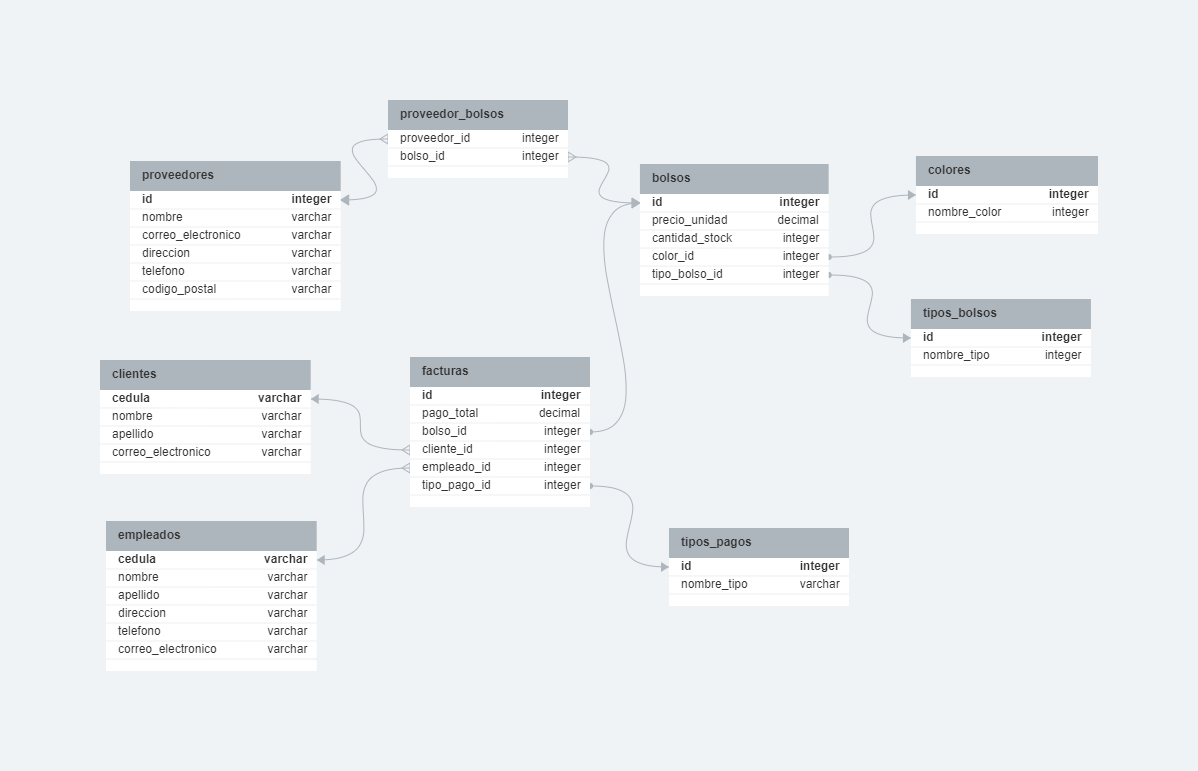 proveedor_bolsos
proveedor_id integer
bolso_id integer
proveedores
id integer
nombre varchar
correo_electronico varchar
direccion varchar
telefono varchar
codigo_postal varchar
bolsos
id integer
precio_unidad decimal
cantidad_stock integer
color_id integer
tipo_bolso_id integer
colores
id integer
nombre_color integer
tipos_bolsos
id integer
nombre_tipo integer
clientes
cedula varchar
nombre varchar
apellido varchar
correo_electronico varchar
facturas
id integer
pago_total decimal
bolso_id integer
cliente_id integer
empleado_id integer
tipo_pago_id integer
empleados
cedula varchar
nombre varchar
apellido varchar
direccion varchar
telefono varchar
correo_electronico varchar
tipos_pagos
id integer
nombre_tipo varchar